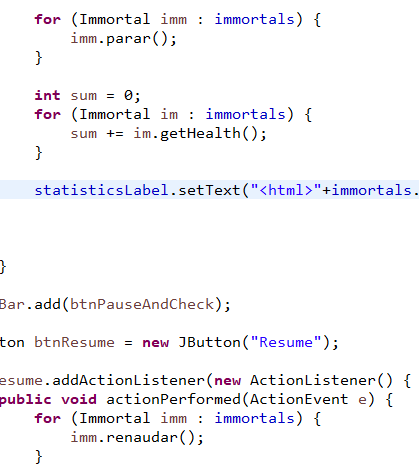 for (Immortal imm : immortals) {
imm.parar();
}
int sum = 0;
for (Immortal im : immortals) {
sum += im.getHealth();
}
statisticsLabel.setText("<html>"+immortals.
}
Bar.add(btnPauseAndCheck);
ton btnResume = new JButton("Resume");
esume.addActionListener(new ActionListener() {
public void actionPerformed(ActionEvent e) {
for (Immortal imm : immortals) {
imm.renaudar();
}